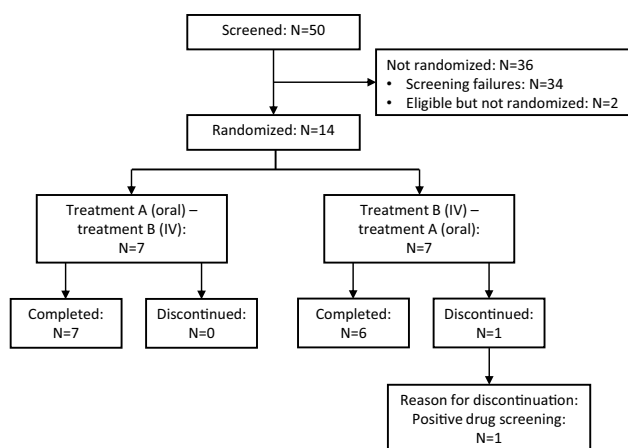 Screened: N=50
Not randomized: N=36
• Screening failures: N=34
• Eligible but not randomized: N=2
Randomized: N=14
Treatment A (oral) –
treatment B (IV):
N=7
Treatment B (IV) –
treatment A (oral):
N=7
Completed:
N=7
Discontinued:
N=0
Completed:
N=6
Discontinued:
N=1
Reason for discontinuation:
Positive drug screening:
N=1